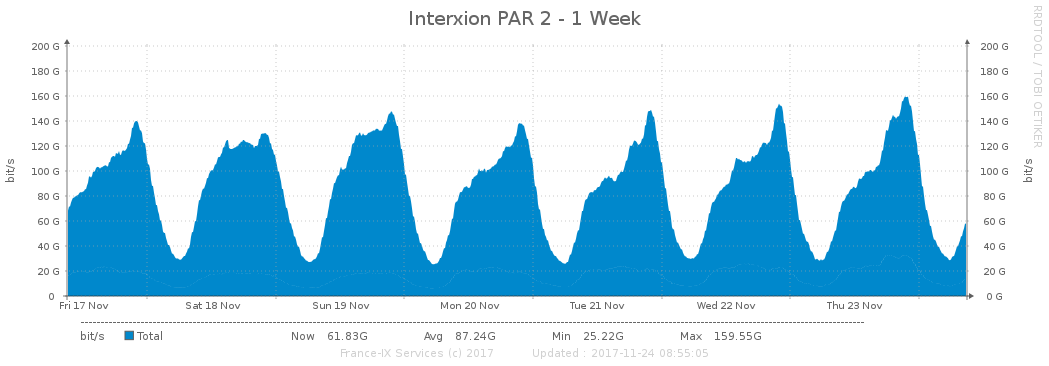 Interxion PAR 2 - 1 Week
RRDTOOL / TOBI OETIKER
200 G 200 G
180 G 180 G
160 G 160 G
140 G 140 G
120 G 120 G
100 G 100 G
80 G 80 G
60 G 60 G
40 G 40 G
20 G 20 G
0 0 G
bit/s bit/s
Fri 17 Nov Sat 18 Nov Sun 19 Nov Mon 20 Nov Tue 21 Nov Wed 22 Nov Thu 23 Nov
bit/s Total Now 61.83G Avg 87.24G Min 25.22G Max 159.55G
France-IX Services (c) 2017 Updated : 2017-11-24 08:55:05